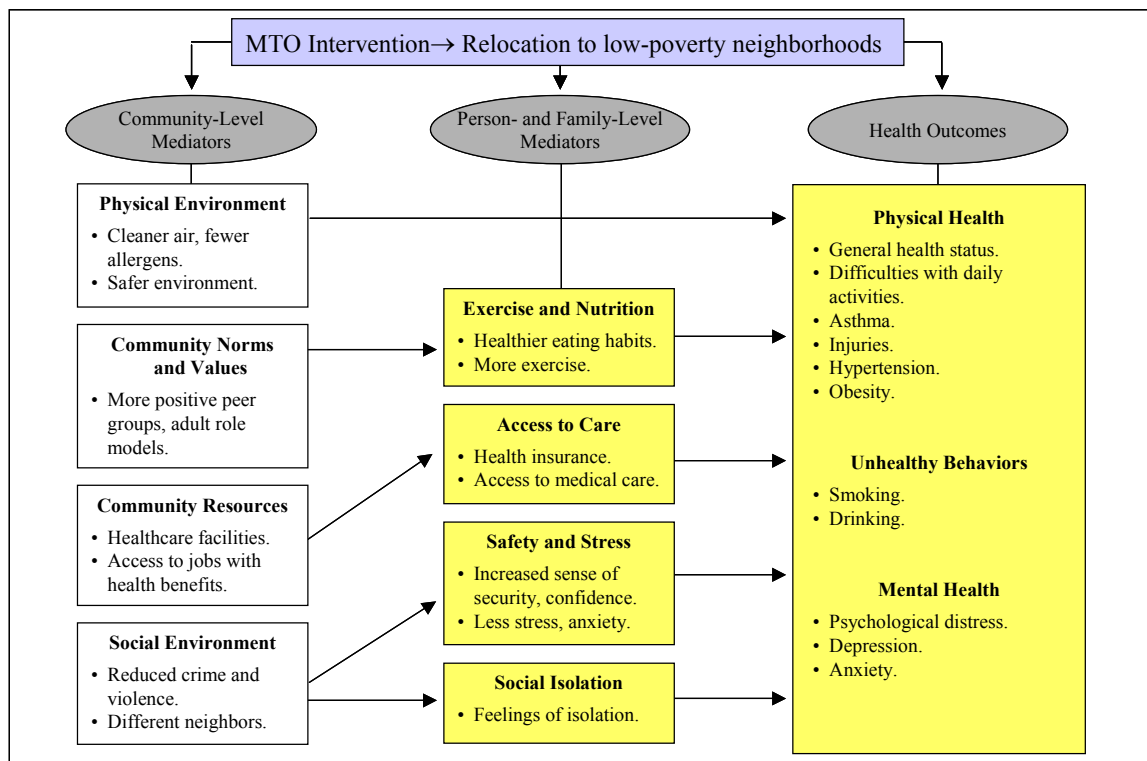 MTO Intervention→ Relocation to low-poverty neighborhoods
Community-Level
Mediators
Person- and Family-Level
Mediators
Health Outcomes
Physical Environment
• Cleaner air, fewer
allergens.
• Safer environment.
Community Norms
and Values
• More positive peer
groups, adult role
models.
Community Resources
• Healthcare facilities.
• Access to jobs with
health benefits.
Social Environment
• Reduced crime and
violence.
• Different neighbors.
Exercise and Nutrition
• Healthier eating habits.
• More exercise.
Access to Care
• Health insurance.
• Access to medical care.
Safety and Stress
• Increased sense of
security, confidence.
• Less stress, anxiety.
Social Isolation
• Feelings of isolation.
Physical Health
• General health status.
• Difficulties with daily
activities.
• Asthma.
• Injuries.
• Hypertension.
• Obesity.
Unhealthy Behaviors
• Smoking.
• Drinking.
Mental Health
• Psychological distress.
• Depression.
• Anxiety.